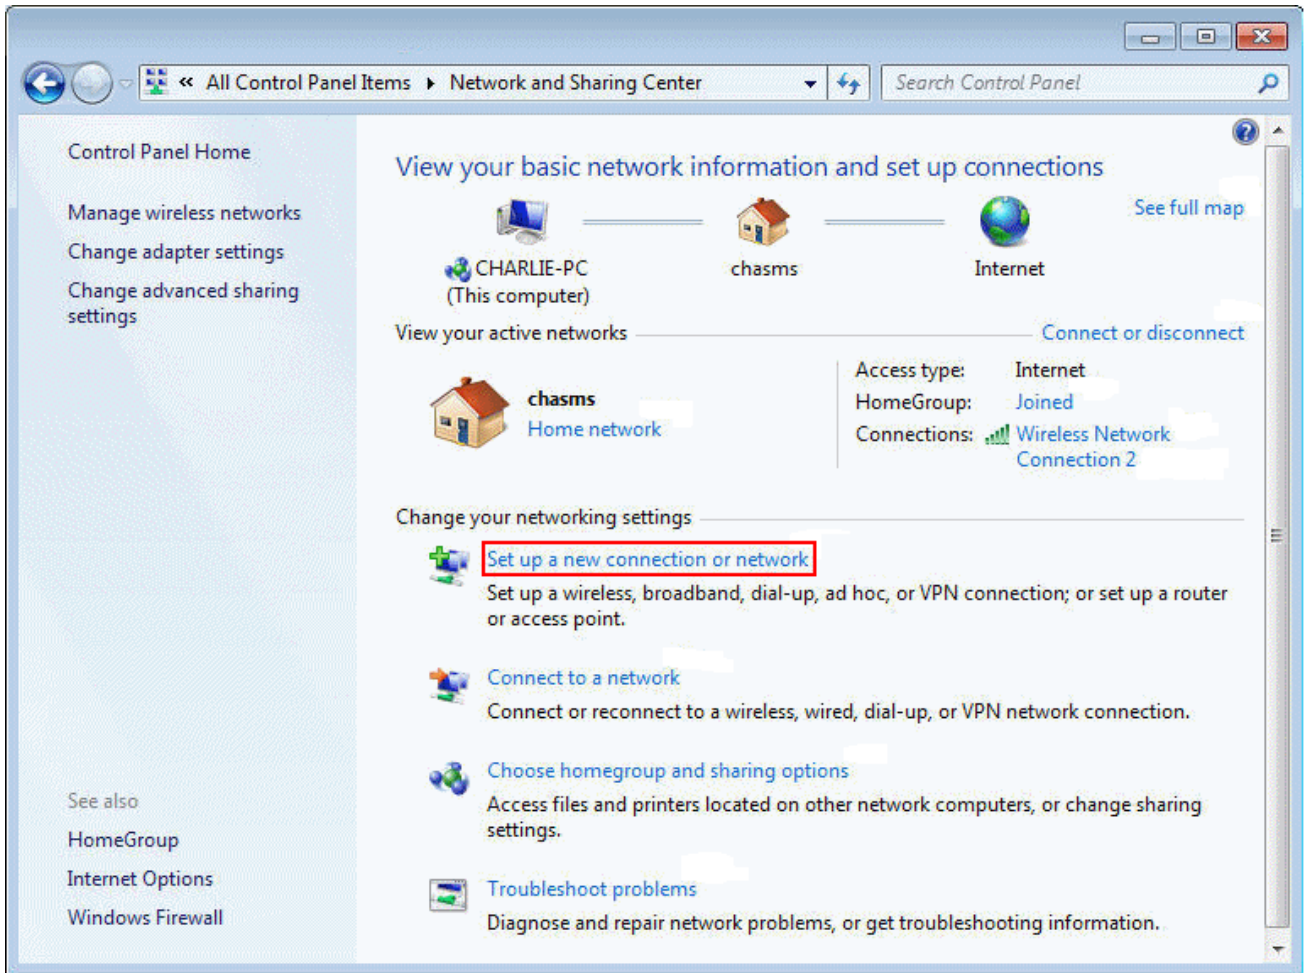 « All Control Panel Items ▸ Network and Sharing Center
Search Control Panel
Control Panel Home
Manage wireless networks
Change adapter settings
Change advanced sharing
settings
See also
HomeGroup
Internet Options
Windows Firewall
View your basic network information and set up connections
See full map
CHARLIE-PC
(This computer)
chasms
Internet
View your active networks
Connect or disconnect
chasms
Home network
Access type: Internet
HomeGroup: Joined
Connections: Wireless Network
Connection 2
Change your networking settings
Set up a new connection or network
Set up a wireless, broadband, dial-up, ad hoc, or VPN connection; or set up a router
or access point.
Connect to a network
Connect or reconnect to a wireless, wired, dial-up, or VPN network connection.
Choose homegroup and sharing options
Access files and printers located on other network computers, or change sharing
settings.
Troubleshoot problems
Diagnose and repair network problems, or get troubleshooting information.